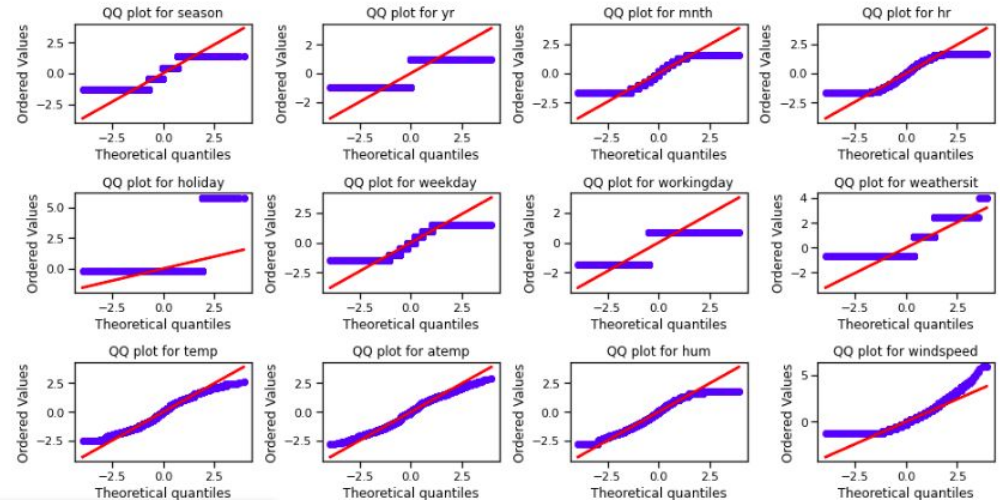 QQ plot for season
QQ plot for yr
QQ plot for mnth
QQ plot for hr
Ordered Values
2.5
0.0
−2.5
−2.5
0.0
2.5
Theoretical quantiles
Ordered Values
2
0
−2
−2.5
0.0
2.5
Theoretical quantiles
Ordered Values
2.5
0.0
−2.5
−2.5
0.0
2.5
Theoretical quantiles
Ordered Values
2.5
0.0
−2.5
−2.5
0.0
2.5
Theoretical quantiles
QQ plot for holiday
QQ plot for weekday
QQ plot for workingday
QQ plot for weathersit
Ordered Values
5.0
2.5
0.0
−2.5
0.0
2.5
Theoretical quantiles
Ordered Values
2.5
0.0
−2.5
−2.5
0.0
2.5
Theoretical quantiles
Ordered Values
2
0
−2
−2.5
0.0
2.5
Theoretical quantiles
Ordered Values
4
2
0
−2
−2.5
0.0
2.5
Theoretical quantiles
QQ plot for temp
QQ plot for atemp
QQ plot for hum
QQ plot for windspeed
Ordered Values
2.5
0.0
−2.5
−2.5
0.0
2.5
Theoretical quantiles
Ordered Values
2.5
0.0
−2.5
−2.5
0.0
2.5
Theoretical quantiles
Ordered Values
2.5
0.0
−2.5
−2.5
0.0
2.5
Theoretical quantiles
Ordered Values
5
0
−2.5
0.0
2.5
Theoretical quantiles